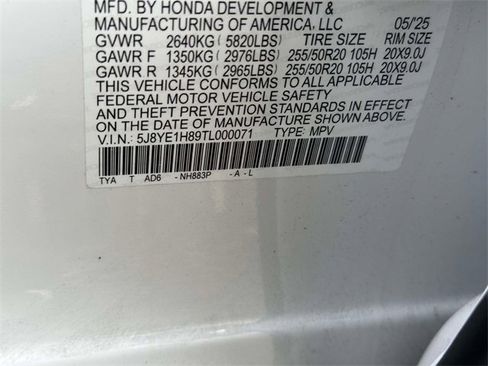 MFD. BY HONDA DEVELOPMENT &
MANUFACTURING OF AMERICA, LLC 05/25
GVWR 2640KG (5820LBS) TIRE SIZE RIM SIZE
GAWR F 1350KG (2976LBS) 255/50R20 105H 20X9.0J
GAWR R 1345KG (2965LBS) 255/50R20 105H 20X9.0J
THIS VEHICLE CONFORMS TO ALL APPLICABLE
FEDERAL MOTOR VEHICLE SAFETY
AND THEFT PREVENTION STANDARDS IN EFFECT
ON THE DATE OF MANUFACTURE SHOWN ABOVE.
V.I.N.: 5J8YE1H89TL000071 TYPE: MPV
TYA T AD6 -NH883P -A-L